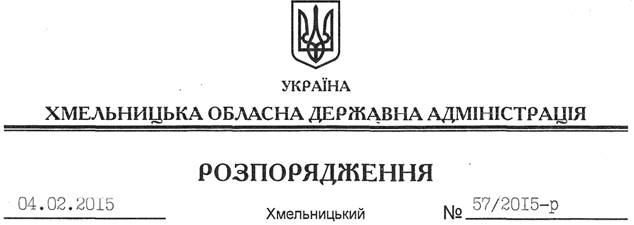 УКРАЇНА
ХМЕЛЬНИЦЬКА ОБЛАСНА ДЕРЖАВНА АДМІНІСТРАЦІЯ
РОЗПОРЯДЖЕННЯ
04.02.2015 Хмельницький № 57/2015-р